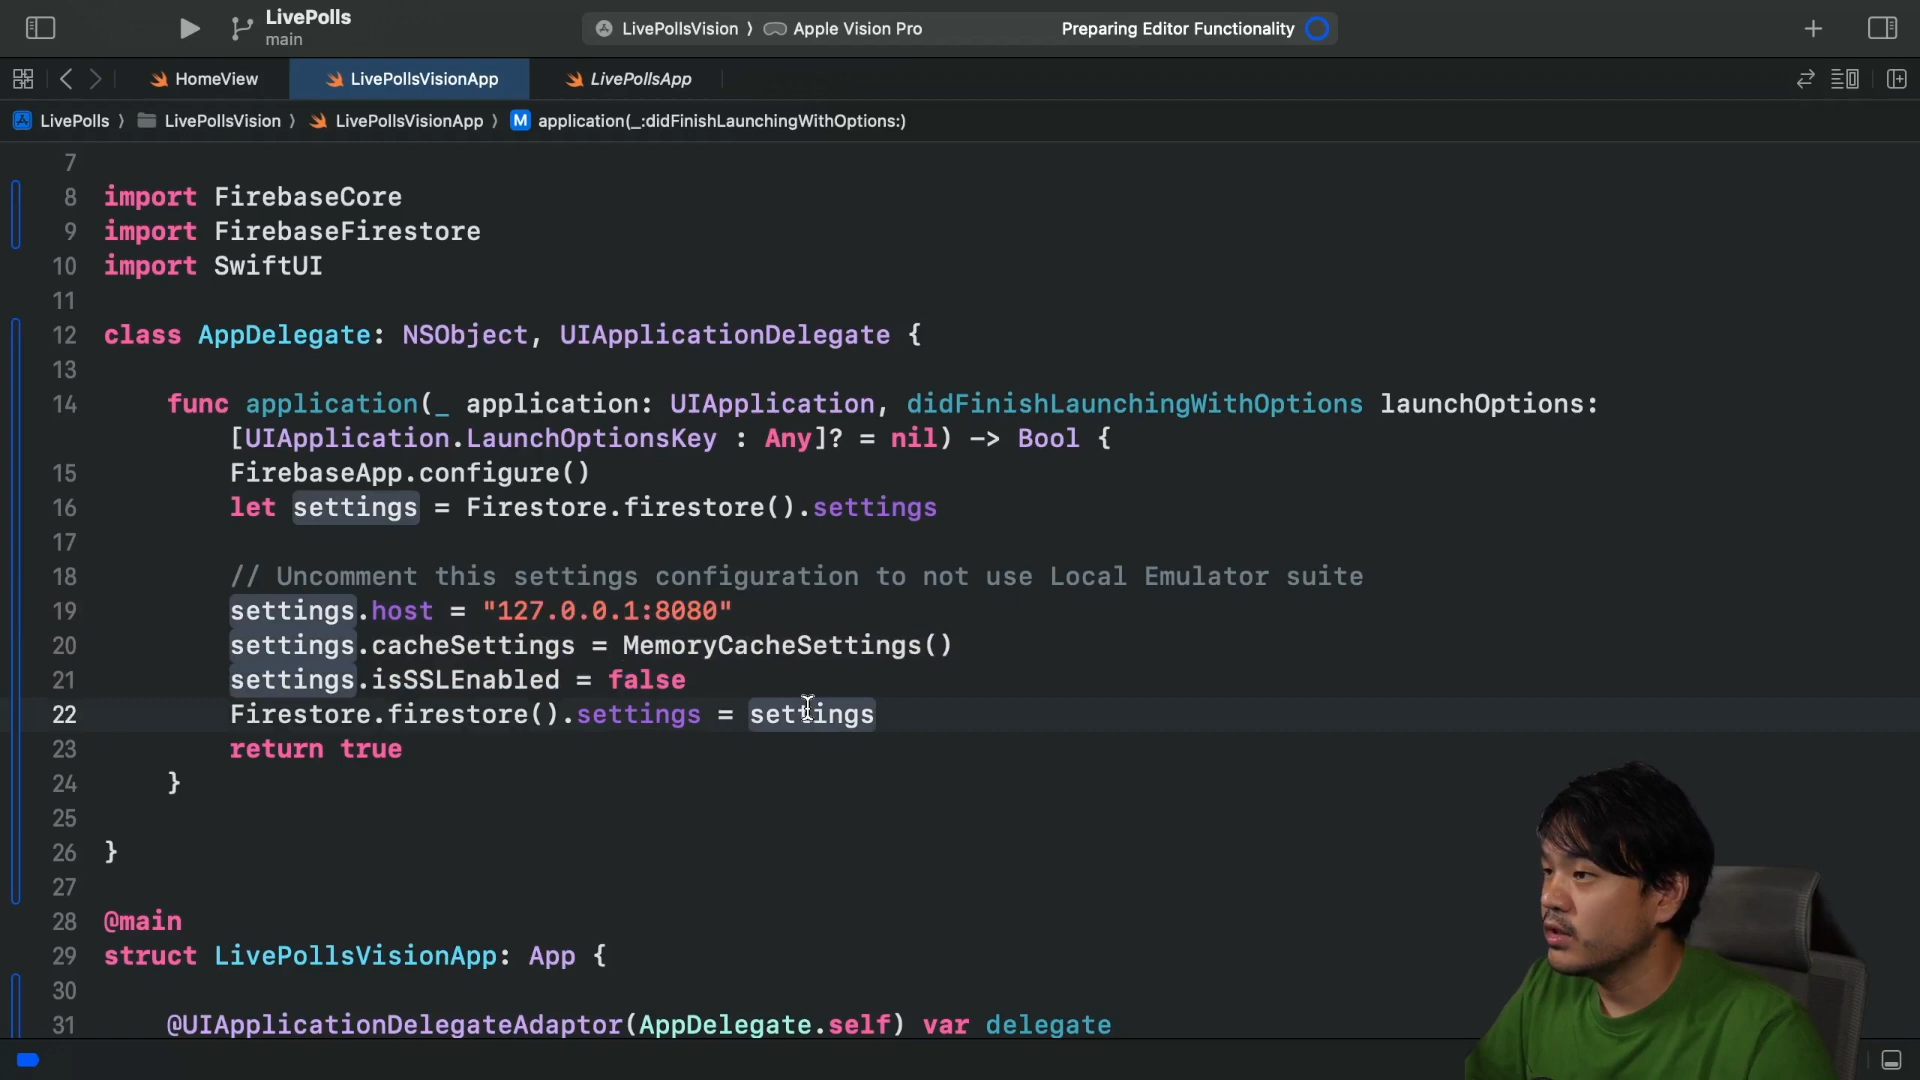 LivePolls
main
LivePollsVision ⟩ Apple Vision Pro
Preparing Editor Functionality
HomeView
LivePollsVisionApp
LivePollsApp
LivePolls ⟩ LivePollsVision ⟩ LivePollsVisionApp ⟩ M application(_:didFinishLaunchingWithOptions:)
7
8 import FirebaseCore
9 import FirebaseFirestore
10 import SwiftUI
11
12 class AppDelegate: NSObject, UIApplicationDelegate {
13
14 func application(_ application: UIApplication, didFinishLaunchingWithOptions launchOptions:
[UIApplication.LaunchOptionsKey : Any]? = nil) -> Bool {
15 FirebaseApp.configure()
16 let settings = Firestore.firestore().settings
17
18 // Uncomment this settings configuration to not use Local Emulator suite
19 settings.host = "127.0.0.1:8080"
20 settings.cacheSettings = MemoryCacheSettings()
21 settings.isSSLEnabled = false
22 Firestore.firestore().settings = settings
23 return true
24 }
25
26 }
27
28 @main
29 struct LivePollsVisionApp: App {
30
31 @UIApplicationDelegateAdaptor(AppDelegate.self) var delegate